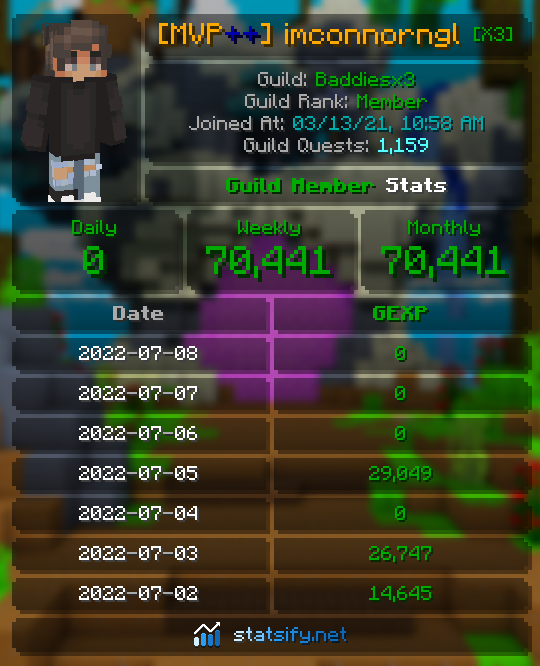 [MVP++] imconnorngl [X3]
Guild: Baddiesx3
Guild Rank: Member
Joined At: 03/13/21, 10:58 AM
Guild Quests: 1,159
Guild Member Stats
Daily Weekly Monthly
0 70,441 70,441
Date GEXP
2022-07-08 0
2022-07-07 0
2022-07-06 0
2022-07-05 29,049
2022-07-04 0
2022-07-03 26,747
2022-07-02 14,645
statsify.net